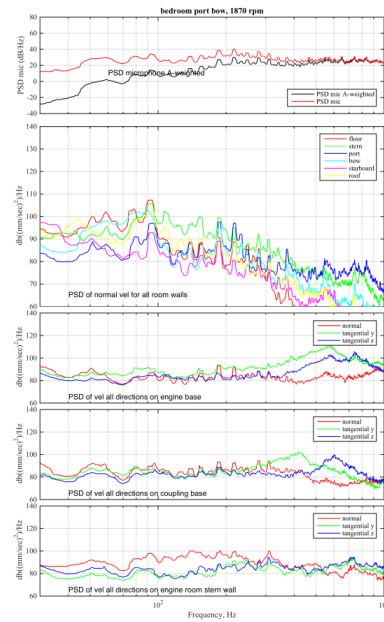 bedroom port bow, 1870 rpm
80
60
40
20
0
-20
-40
PSD mic (dB/Hz)
PSD microphone A-weighted
PSD mic A-weighted
PSD mic
140
130
120
110
100
90
80
70
60
db((mm/sec²)²/Hz)
floor
stern
port
bow
starboard
roof
PSD of normal vel for all room walls
140
120
100
80
60
db((mm/sec²)²/Hz)
normal
tangential y
tangential z
PSD of vel all directions on engine base
140
120
100
80
60
db((mm/sec²)²/Hz)
normal
tangential y
tangential z
PSD of vel all directions on coupling base
140
120
100
80
60
db((mm/sec²)²/Hz)
normal
tangential y
tangential z
PSD of vel all directions on engine room stern wall
10²
10
Frequency, Hz